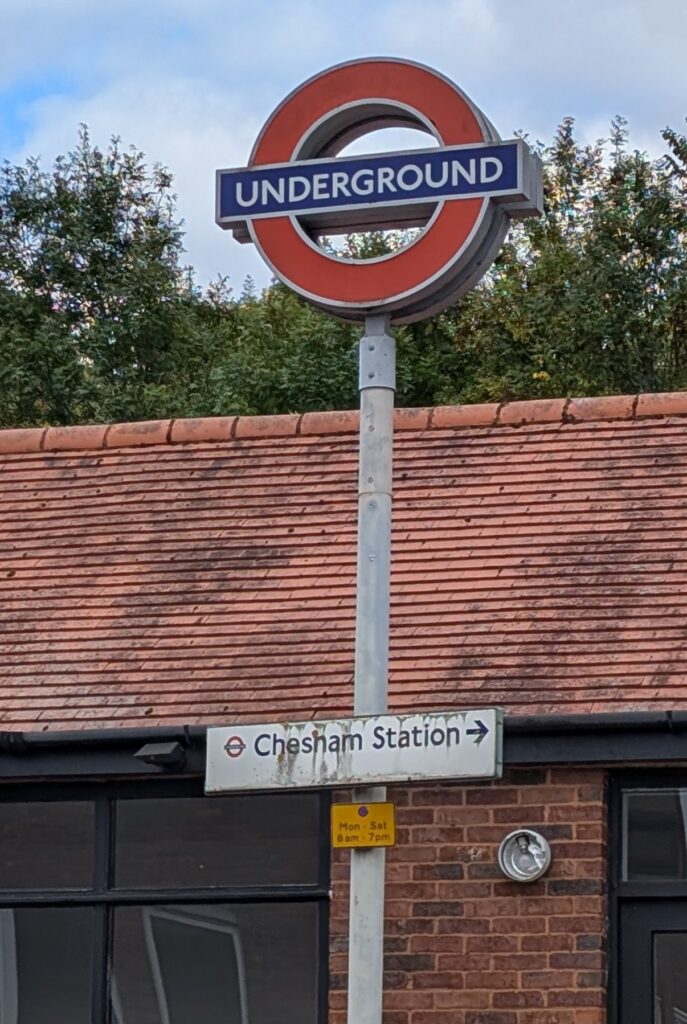 UNDERGROUND
Chesham Station →
Mon - Sat
8am - 7pm